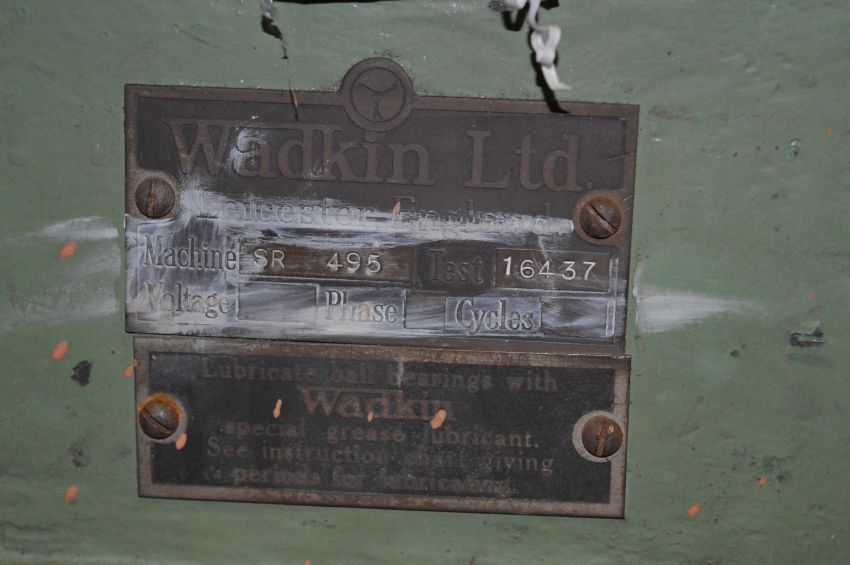 Wadkin Ltd.
Leicester England.
Machine SR 495 Test 16437
Voltage Phase Cycles
Lubricate ball bearings with
Wadkin
special grease lubricant.
See instruction chart giving
periods for lubricating.